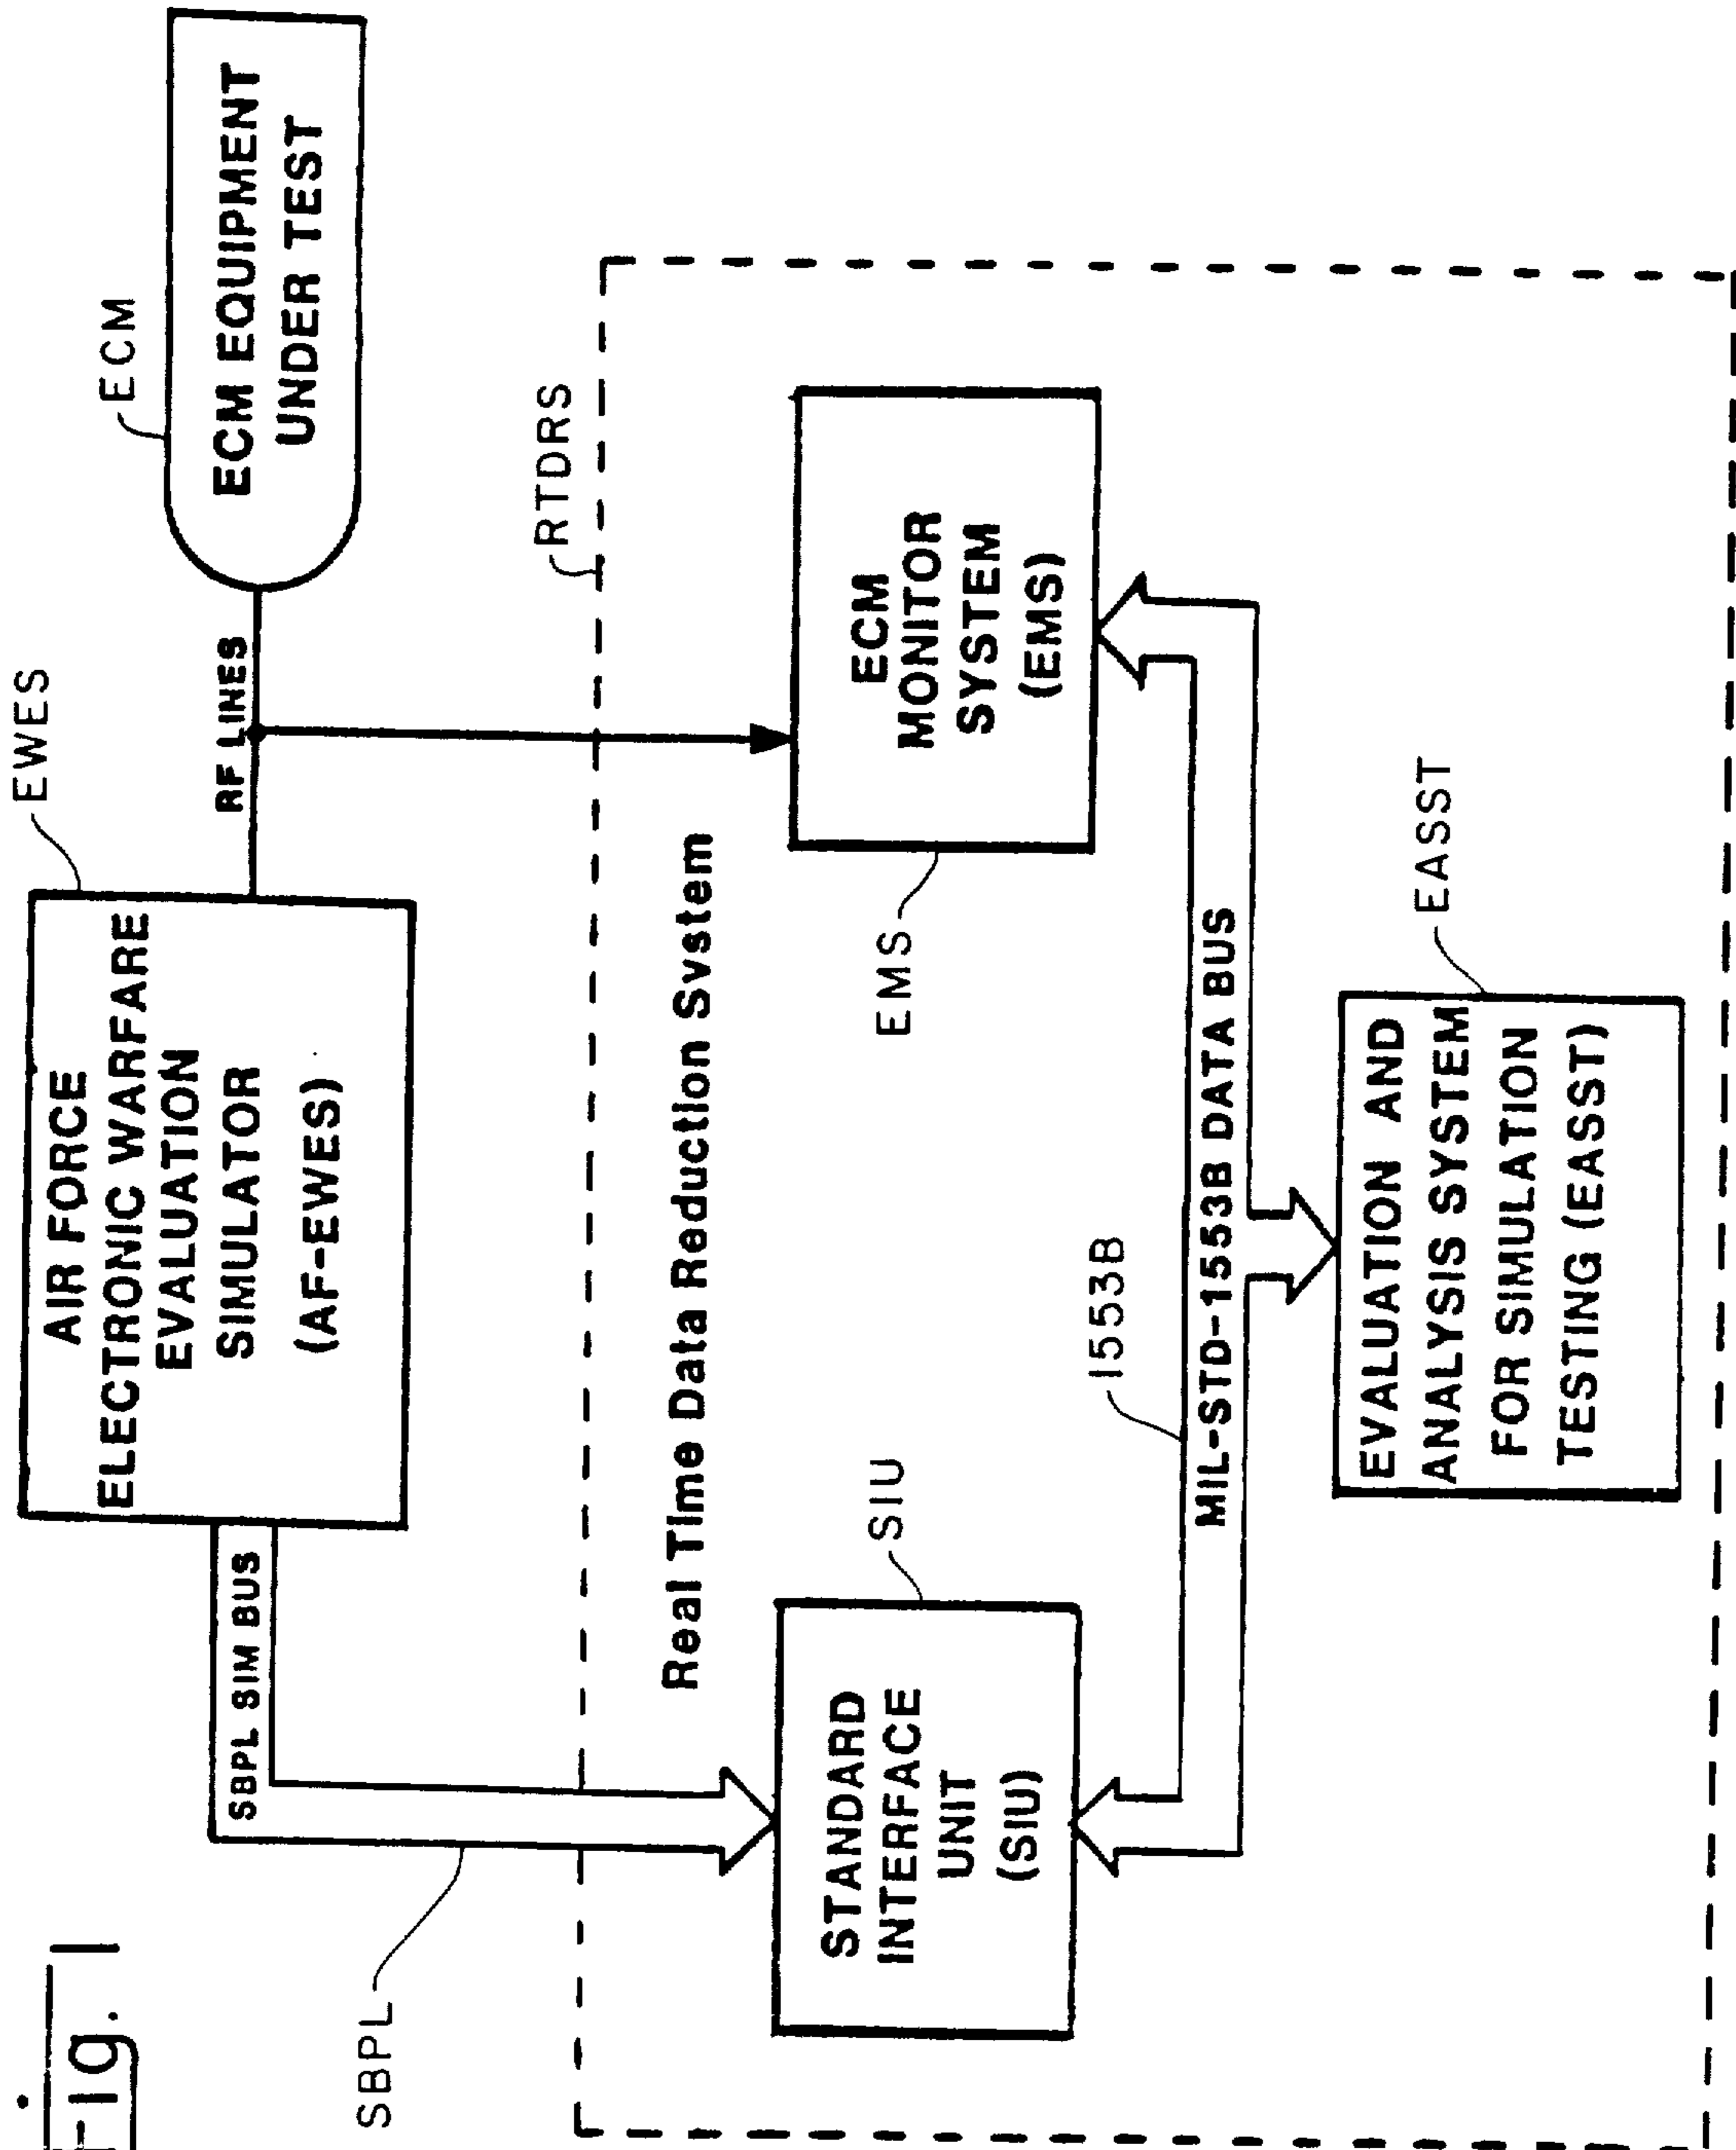 Fig. 1
EWES
ECM
AIR FORCE
ELECTRONIC WARFARE
EVALUATION
SIMULATOR
(AF-EWES)
SBPL SIM BUS
RF LINES
ECM EQUIPMENT
UNDER TEST
SBPL
RTDRS
Real Time Data Reduction System
STANDARD
INTERFACE
UNIT
(SIU)
SIU
EMS
ECM
MONITOR
SYSTEM
(EMS)
1553B
MIL-STD-1553B DATA BUS
EASST
EVALUATION AND
ANALYSIS SYSTEM
FOR SIMULATION
TESTING (EASST)